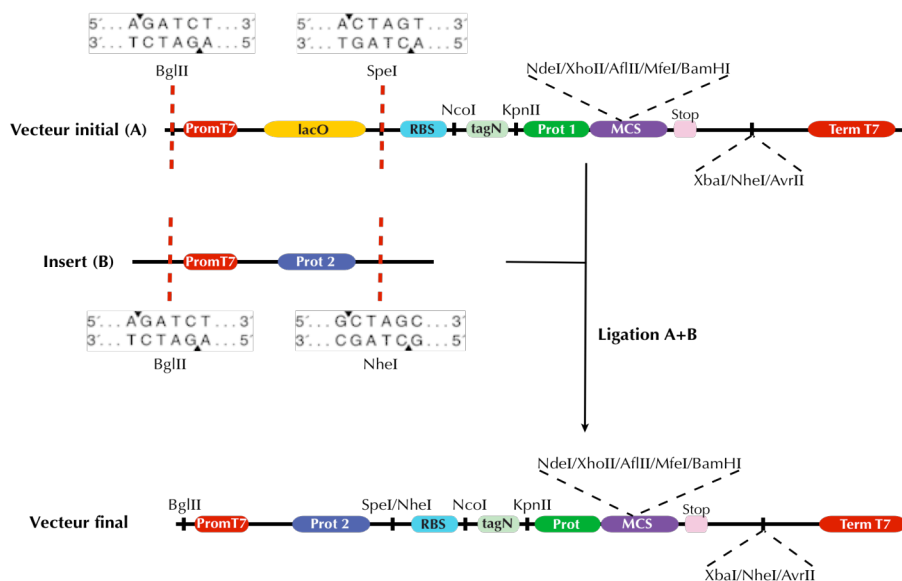 5´... AGATCT... 3´
3´... TCTAGA... 5´
BglII
5´... ACTAGT... 3´
3´... TGATCA... 5´
SpeI
NdeI/XhoII/AflII/MfeI/BamHI
NcoI
KpnII
Stop
Vecteur initial (A)
PromT7
lacO
RBS
tagN
Prot 1
MCS
Term T7
XbaI/NheI/AvrII
Insert (B)
PromT7
Prot 2
5´... AGATCT... 3´
3´... TCTAGA... 5´
BglII
5´... GCTAGC... 3´
3´... CGATCG... 5´
NheI
Ligation A+B
NdeI/XhoII/AflII/MfeI/BamHI
BglII
SpeI/NheI
NcoI
KpnII
Stop
Vecteur final
PromT7
Prot 2
RBS
tagN
Prot
MCS
Term T7
XbaI/NheI/AvrII